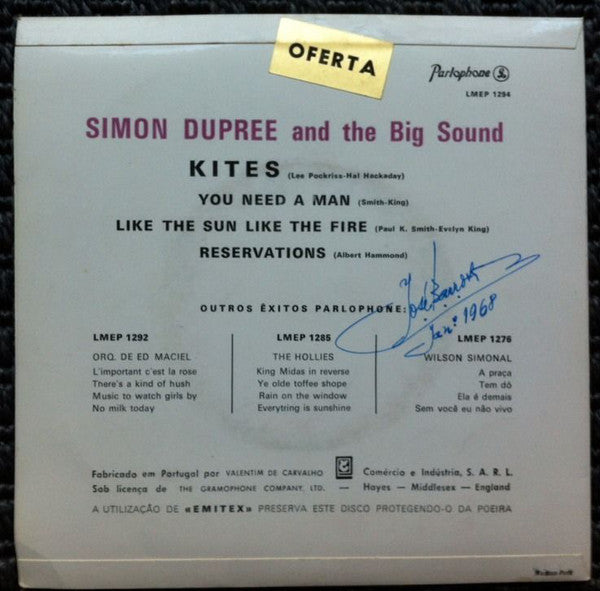 OFERTA
Parlophone
LMEP 1294
SIMON DUPREE and the Big Sound
KITES (Lee Pockriss-Hal Hackaday)
YOU NEED A MAN (Smith-King)
LIKE THE SUN LIKE THE FIRE (Paul K. Smith-Evelyn King)
RESERVATIONS (Albert Hammond)
José
Janº 1968
OUTROS ÊXITOS PARLOPHONE:
LMEP 1292
ORQ. DE ED MACIEL
L'important c'est la rose
There's a kind of hush
Music to watch girls by
No milk today
LMEP 1285
THE HOLLIES
King Midas in reverse
Ye olde toffee shope
Rain on the window
Everytring is sunshine
LMEP 1276
WILSON SIMONAL
A praça
Tem dó
Ela é demais
Sem você eu não vivo
Fabricado em Portugal por VALENTIM DE CARVALHO Comércio e Indústria, S. A. R. L.
Sob licença de THE GRAMOPHONE COMPANY, LTD. — Hayes — Middlesex — England
A UTILIZAÇÃO DE «EMITEX» PRESERVA ESTE DISCO PROTEGENDO-O DA POEIRA